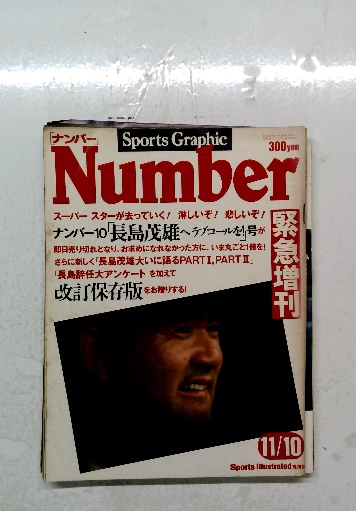 ナンバー
Sports Graphic
300yen
Number
スーパー スターが去っていく! 淋しいぞ! 悲しいぞ!
ナンバー10「長島茂雄へラブコールを!」号が
即日売り切れとなり、お求めになれなかった方に、いま丸ごと1冊を!
さらに新しく「長島茂雄大いに語るPARTⅠ,PARTⅡ」
「長島辞任大アンケート」を加えて
改訂保存版をお贈りする!
緊急増刊
11/10
Sports Illustrated